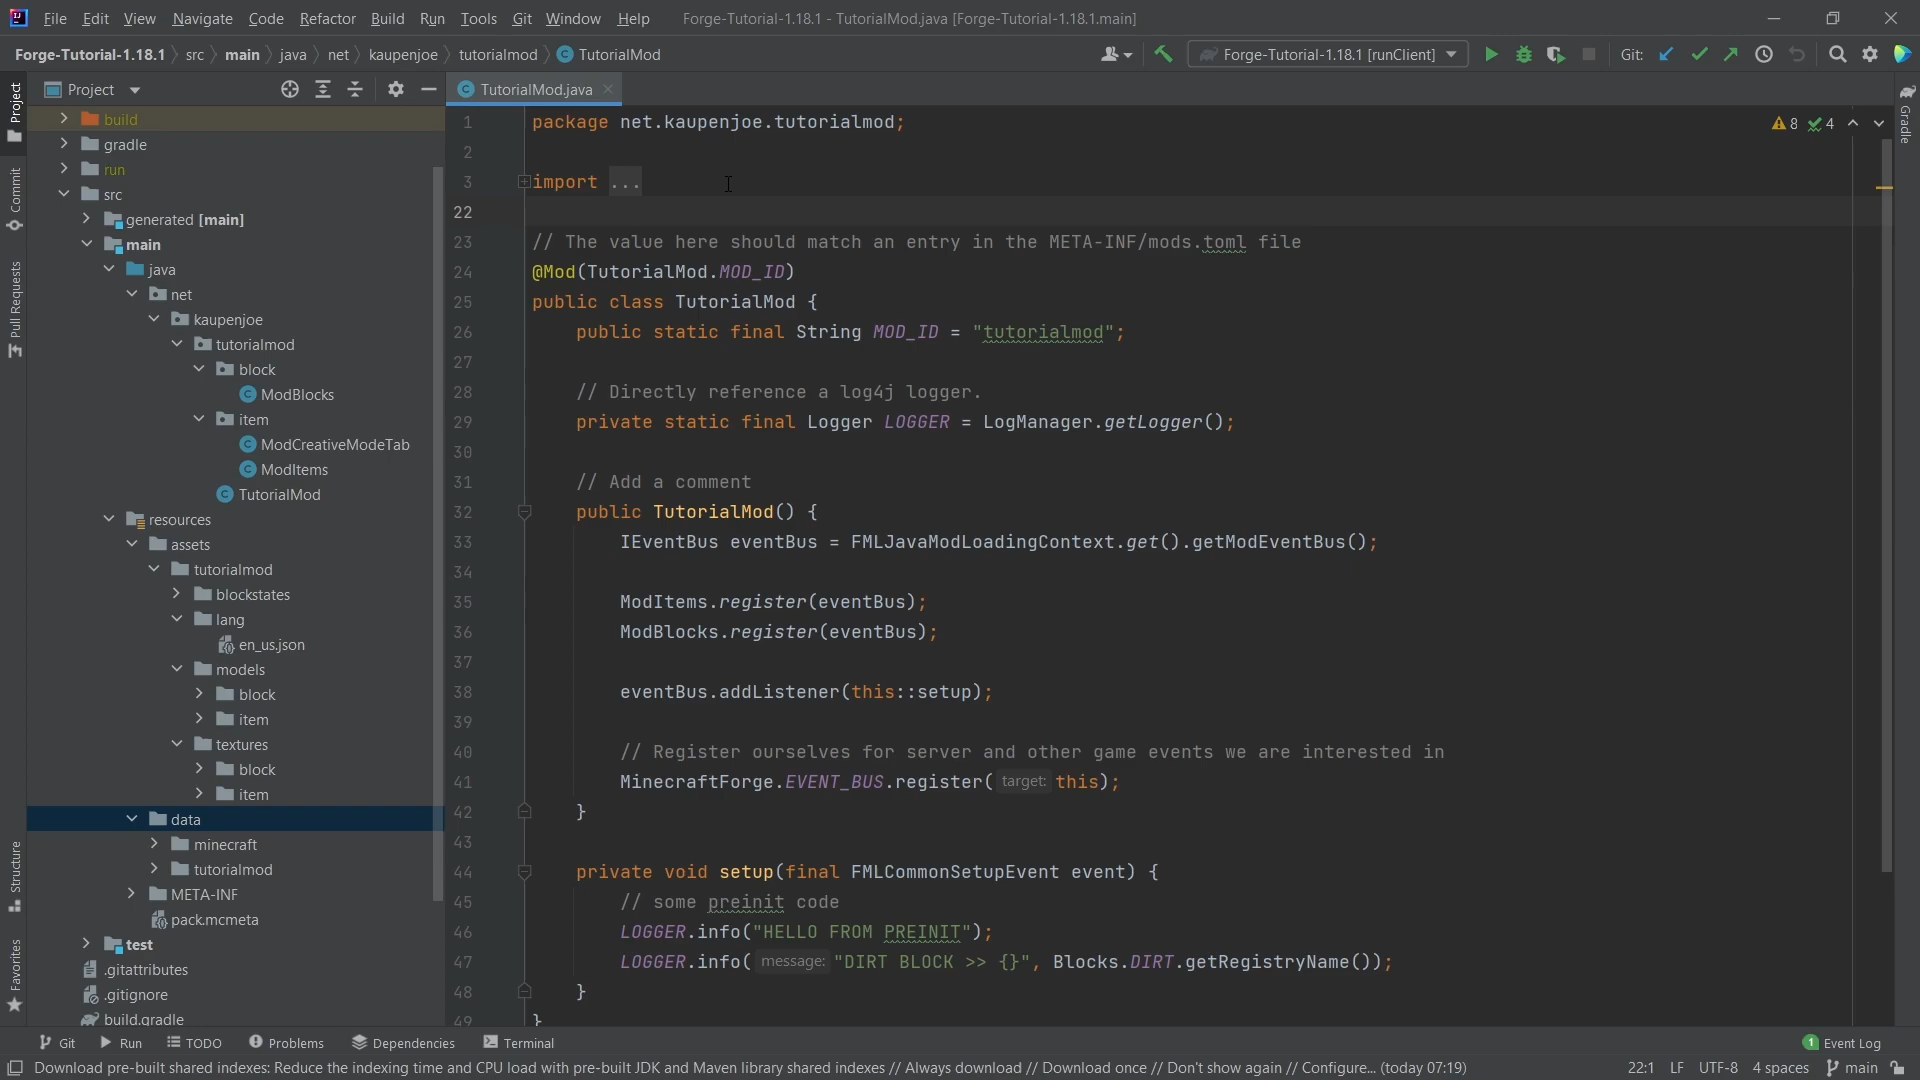 File Edit View Navigate Code Refactor Build Run Tools Git Window Help Forge-Tutorial-1.18.1 - TutorialMod.java [Forge-Tutorial-1.18.1.main]
Forge-Tutorial-1.18.1 src main java net kaupenjoe tutorialmod TutorialMod Forge-Tutorial-1.18.1 [runClient] Git:
Project TutorialMod.java
Project
Commit
Pull Requests
Structure
Favorites
Gradle
build
gradle
run
src
generated [main]
main
java
net
kaupenjoe
tutorialmod
block
ModBlocks
item
ModCreativeModeTab
ModItems
TutorialMod
resources
assets
tutorialmod
blockstates
lang
en_us.json
models
block
item
textures
block
item
data
minecraft
tutorialmod
META-INF
pack.mcmeta
test
.gitattributes
.gitignore
build.gradle
8 4
1 package net.kaupenjoe.tutorialmod;
2
3 import ...
22
23 // The value here should match an entry in the META-INF/mods.toml file
24 @Mod(TutorialMod.MOD_ID)
25 public class TutorialMod {
26 public static final String MOD_ID = "tutorialmod";
27
28 // Directly reference a log4j logger.
29 private static final Logger LOGGER = LogManager.getLogger();
30
31 // Add a comment
32 public TutorialMod() {
33 IEventBus eventBus = FMLJavaModLoadingContext.get().getModEventBus();
34
35 ModItems.register(eventBus);
36 ModBlocks.register(eventBus);
37
38 eventBus.addListener(this::setup);
39
40 // Register ourselves for server and other game events we are interested in
41 MinecraftForge.EVENT_BUS.register( target: this);
42 }
43
44 private void setup(final FMLCommonSetupEvent event) {
45 // some preinit code
46 LOGGER.info("HELLO FROM PREINIT");
47 LOGGER.info( message: "DIRT BLOCK >> {}", Blocks.DIRT.getRegistryName());
48 }
49 }
Git Run TODO Problems Dependencies Terminal 1 Event Log
Download pre-built shared indexes: Reduce the indexing time and CPU load with pre-built JDK and Maven library shared indexes // Always download // Download once // Don't show again // Configure... (today 07:19) 22:1 LF UTF-8 4 spaces main